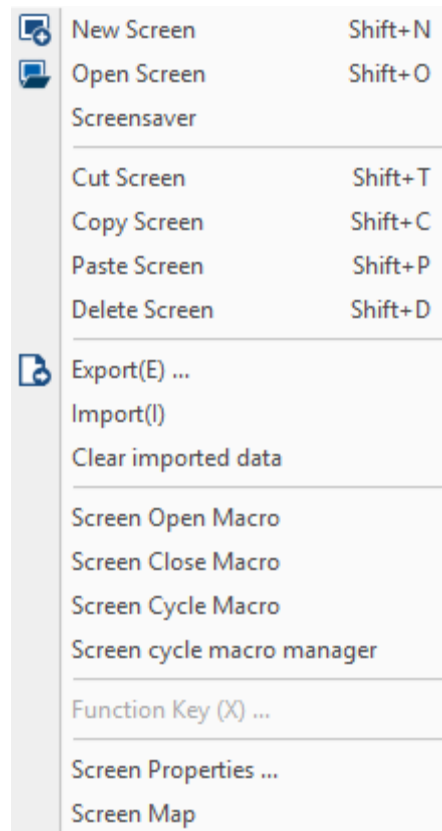 New Screen Shift+N
Open Screen Shift+O
Screensaver
Cut Screen Shift+T
Copy Screen Shift+C
Paste Screen Shift+P
Delete Screen Shift+D
Export(E) ...
Import(I)
Clear imported data
Screen Open Macro
Screen Close Macro
Screen Cycle Macro
Screen cycle macro manager
Function Key (X) ...
Screen Properties ...
Screen Map